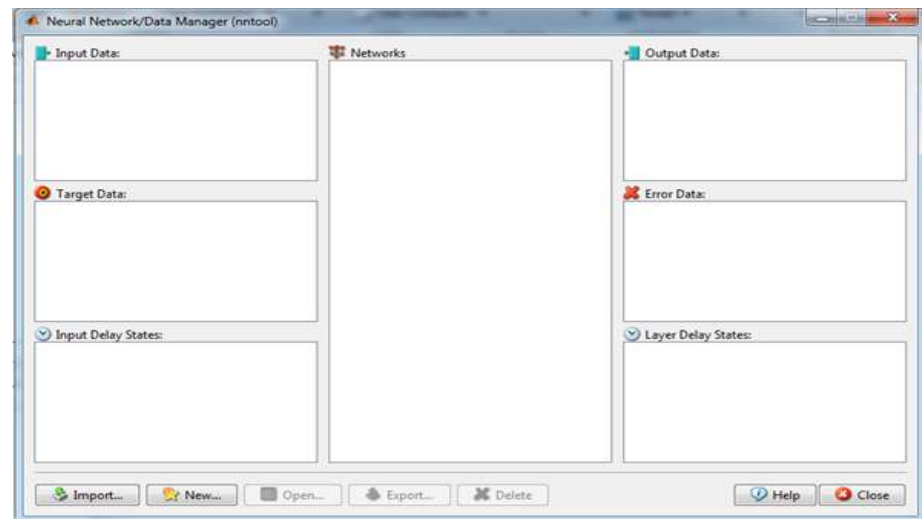 Neural Network/Data Manager (nntool)
Input Data:
Networks
Output Data:
Target Data:
Error Data:
Input Delay States:
Layer Delay States:
Import...
New...
Open...
Export...
Delete
Help
Close